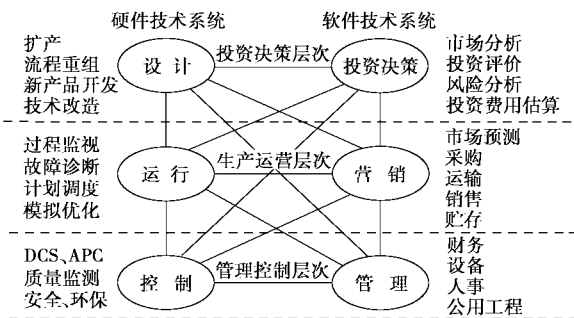 硬件技术系统
软件技术系统
扩产
流程重组
新产品开发
技术改造
设计
投资决策层次
投资决策
市场分析
投资评价
风险分析
投资费用估算
过程监视
故障诊断
计划调度
模拟优化
运行
生产运营层次
营销
市场预测
采购
运输
销售
贮存
DCS、APC
质量监测
安全、环保
控制
管理控制层次
管理
财务
设备
人事
公用工程